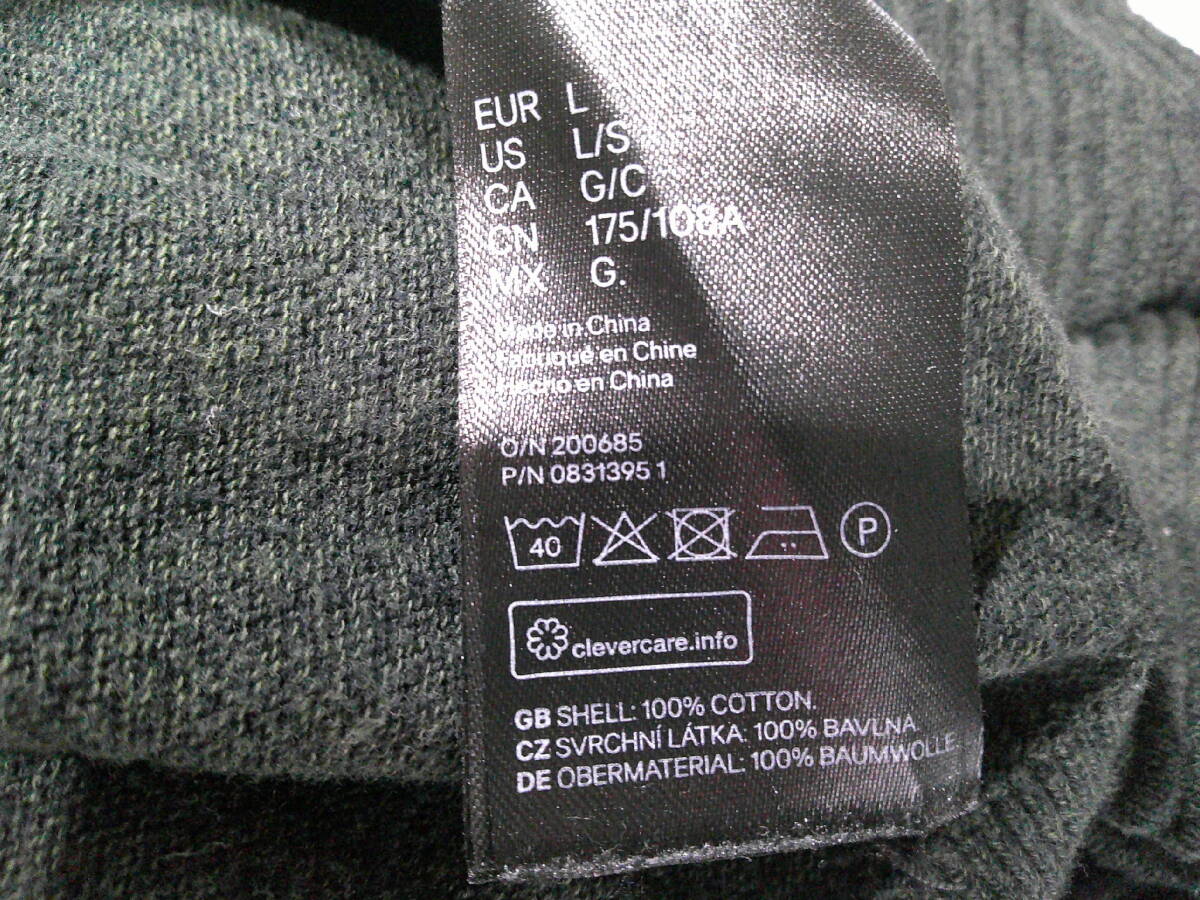 EUR L
US L/S
CA G/C
CN 175/108A
MX G.
Made in China
Fabriqué en Chine
Hecho en China
O/N 200685
P/N 0831395 1
40
P
clevercare.info
GB SHELL: 100% COTTON.
CZ SVRCHNÍ LÁTKA: 100% BAVLNA
DE OBERMATERIAL: 100% BAUMWOLLE